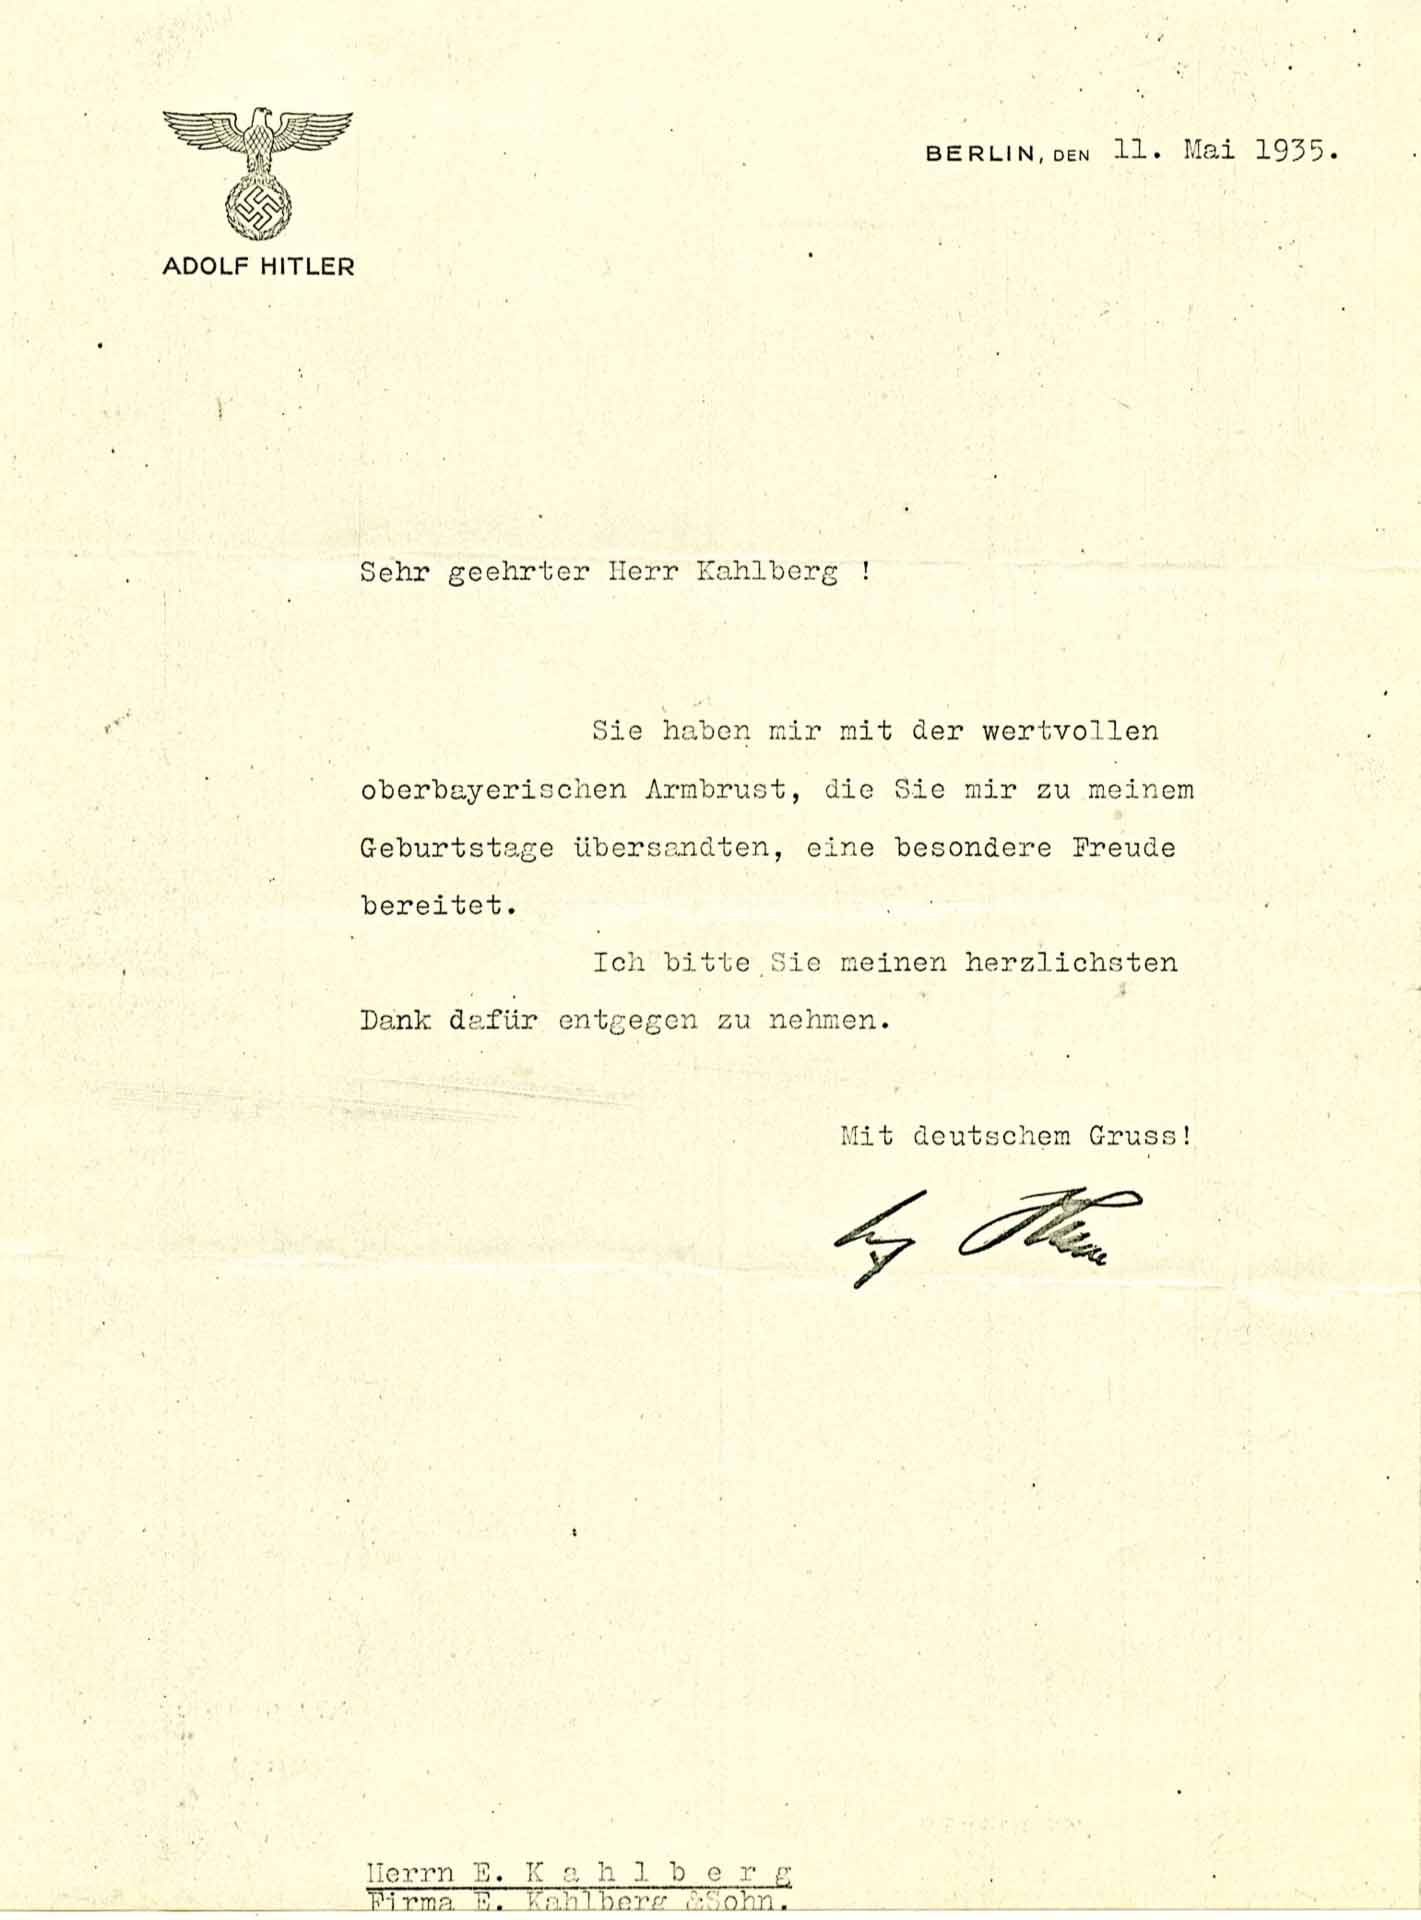 BERLIN, DEN 11. Mai 1935.
ADOLF HITLER
Sehr geehrter Herr Kahlberg !
Sie haben mir mit der wertvollen
oberbayerischen Armbrust, die Sie mir zu meinem
Geburtstage übersandten, eine besondere Freude
bereitet.
Ich bitte Sie meinen herzlichsten
Dank dafür entgegen zu nehmen.
Mit deutschem Gruss!
Herrn E. K a h l b e r g
Firma E. Kahlberg &Sohn.